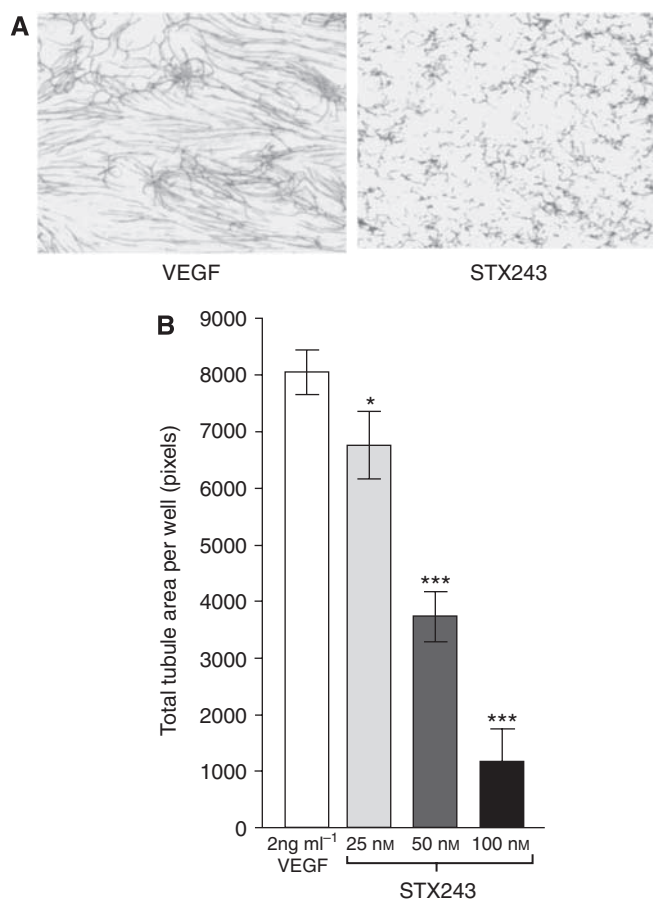 A
VEGF STX243
B
9000
8000
7000
6000
5000
4000
3000
2000
1000
0
Total tubule area per well (pixels)
*
***
***
2ng ml⁻¹ 25 nM 50 nM 100 nM
VEGF
STX243